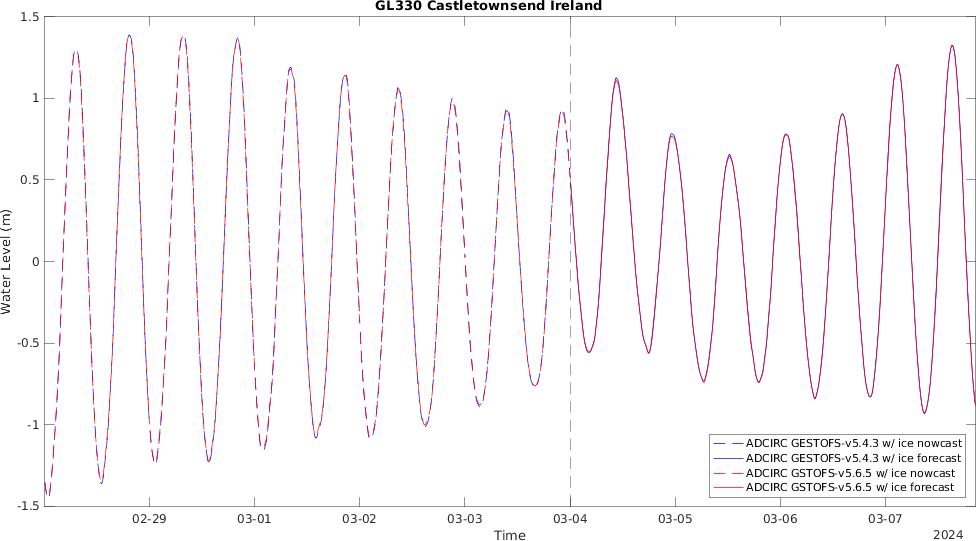 GL330 Castletownsend Ireland
1.5
1
0.5
0
-0.5
-1
-1.5
Water Level (m)
ADCIRC GESTOFS-v5.4.3 w/ ice nowcast
ADCIRC GESTOFS-v5.4.3 w/ ice forecast
ADCIRC GSTOFS-v5.6.5 w/ ice nowcast
ADCIRC GSTOFS-v5.6.5 w/ ice forecast
02-29 03-01 03-02 03-03 03-04 03-05 03-06 03-07
Time
2024